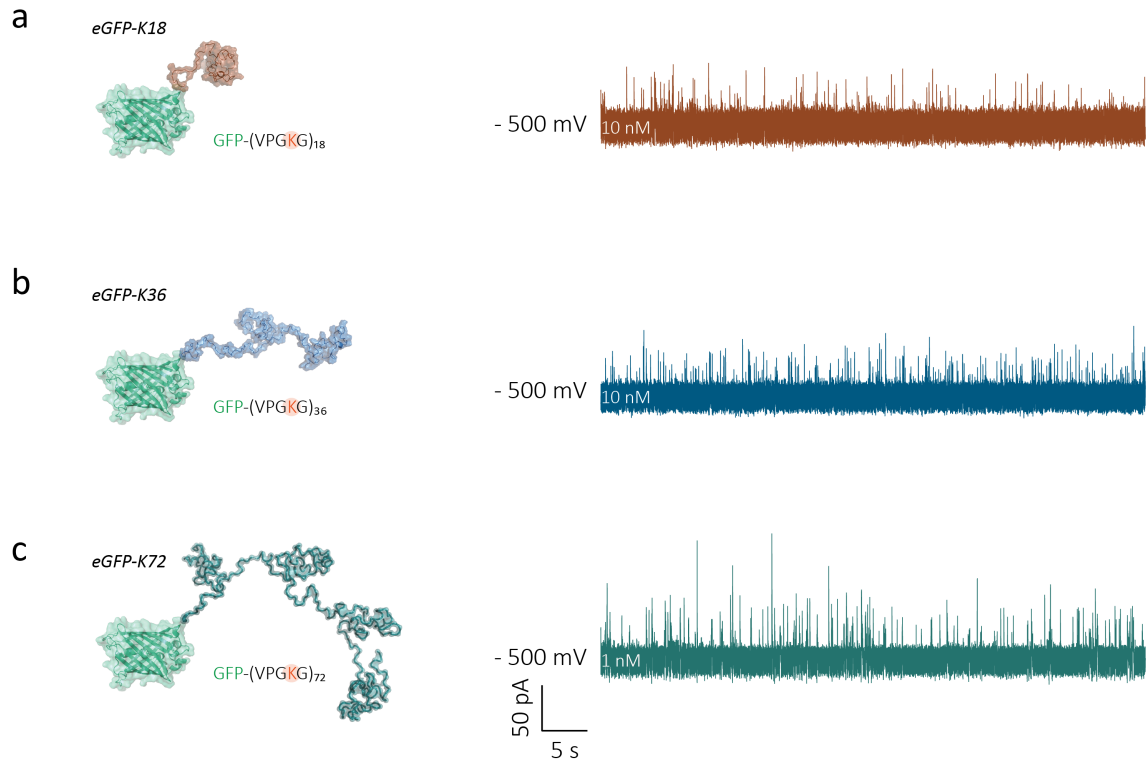 a
eGFP-K18
GFP-(VPGKG)₁₈
- 500 mV
10 nM
b
eGFP-K36
GFP-(VPGKG)₃₆
- 500 mV
10 nM
c
eGFP-K72
GFP-(VPGKG)₇₂
- 500 mV
1 nM
50 pA
5 s